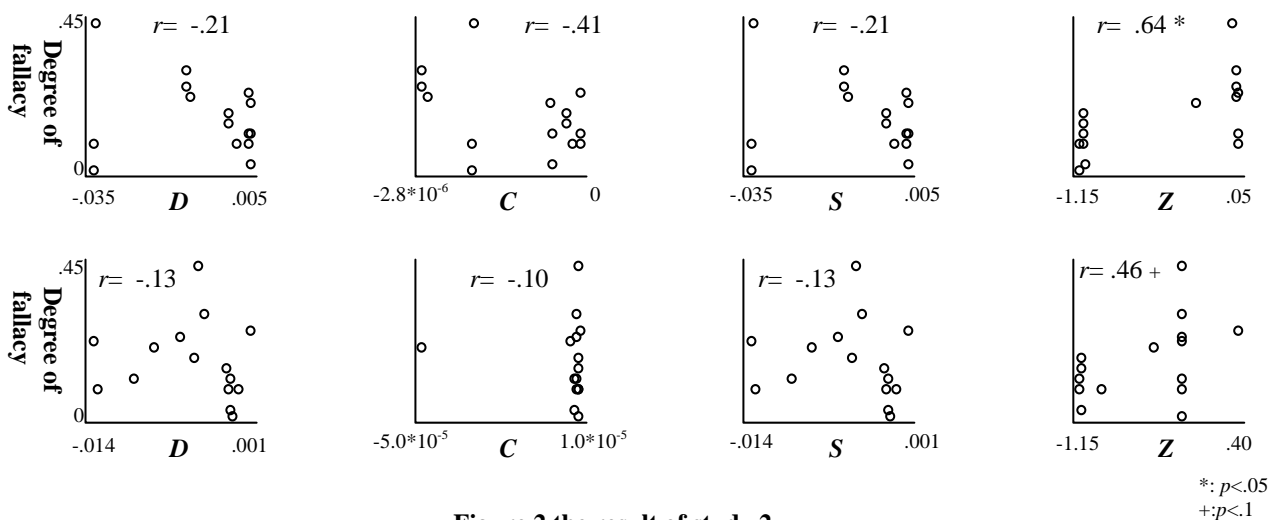 .45
r= -.21
Degree of
fallacy
0
-.035
D
.005
r= -.41
-2.8*10-6
C
0
r= -.21
-.035
S
.005
r= .64 *
-1.15
Z
.05
.45
r= -.13
Degree of
fallacy
0
-.014
D
.001
r= -.10
-5.0*10-5
C
1.0*10-5
r= -.13
-.014
S
.001
r= .46 +
-1.15
Z
.40
*: p<.05
+:p<.1
Figure 2 the result of study 2